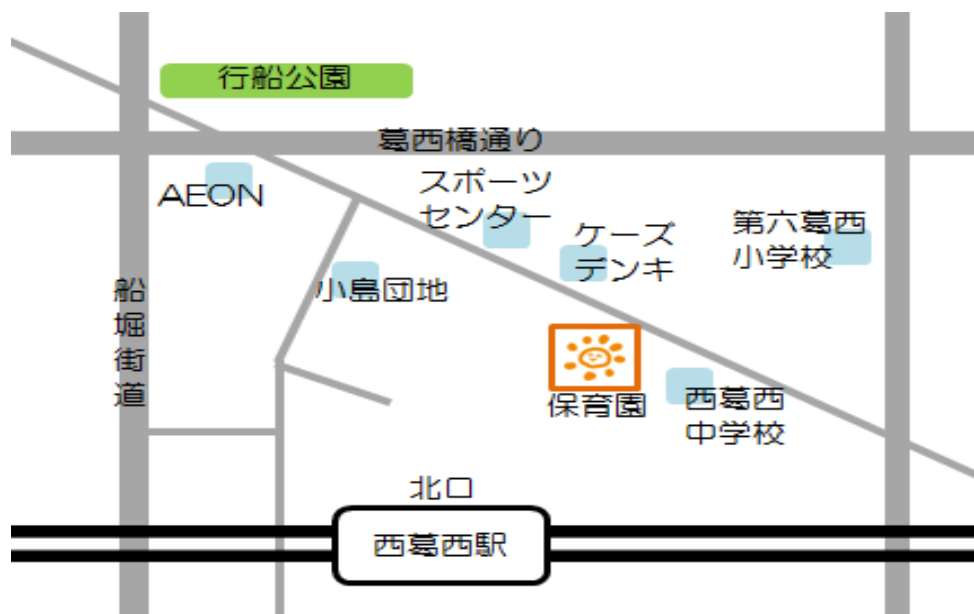 行船公園
葛西橋通り
AEON
スポーツ
センター
ケーズ
デンキ
第六葛西
小学校
小島団地
船堀街道
保育園
西葛西
中学校
北口
西葛西駅